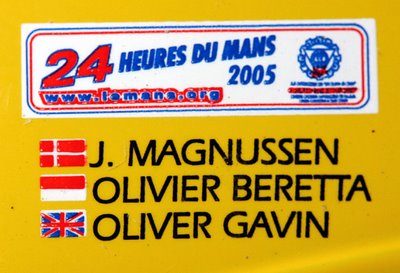 24 HEURES DU MANS
2005
www.lemans.org
J. MAGNUSSEN
OLIVIER BERETTA
OLIVER GAVIN